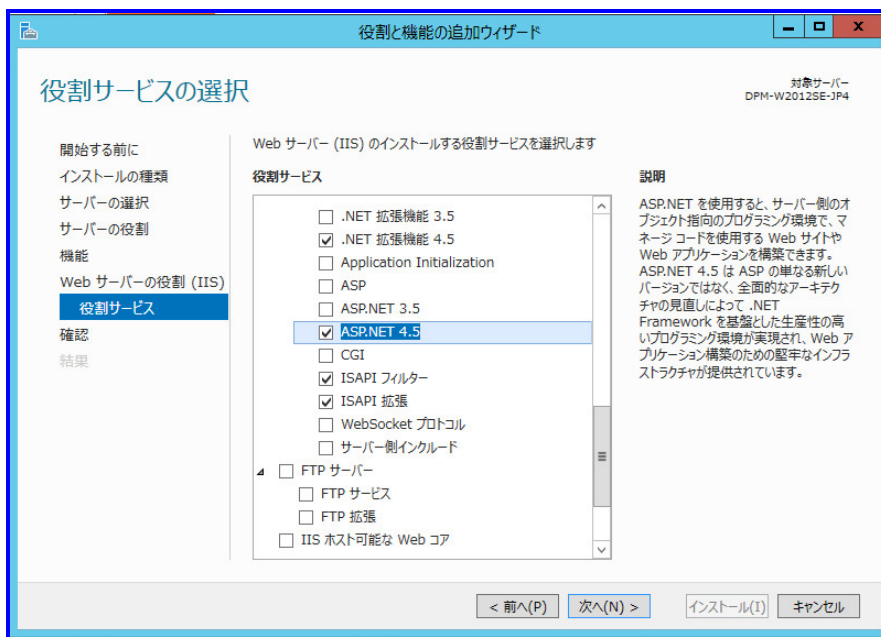 役割と機能の追加ウィザード
役割サービスの選択
対象サーバー
DPM-W2012SE-JP4
開始する前に
インストールの種類
サーバーの選択
サーバーの役割
機能
Web サーバーの役割 (IIS)
役割サービス
確認
結果
Web サーバー (IIS) のインストールする役割サービスを選択します
役割サービス
.NET 拡張機能 3.5
.NET 拡張機能 4.5
Application Initialization
ASP
ASP.NET 3.5
ASP.NET 4.5
CGI
ISAPI フィルター
ISAPI 拡張
WebSocket プロトコル
サーバー側インクルード
FTP サーバー
FTP サービス
FTP 拡張
IIS ホスト可能な Web コア
説明
ASP.NET を使用すると、サーバー側のオ
ブジェクト指向のプログラミング環境で、マ
ネージ コードを使用する Web サイトや
Web アプリケーションを構築できます。
ASP.NET 4.5 は ASP の単なる新しい
バージョンではなく、全面的なアーキテク
チャの見直しによって .NET
Framework を基盤とした生産性の高
いプログラミング環境が実現され、Web ア
プリケーション構築のための堅牢なインフラ
ストラクチャが提供されています。
< 前へ(P)
次へ(N) >
インストール(I)
キャンセル